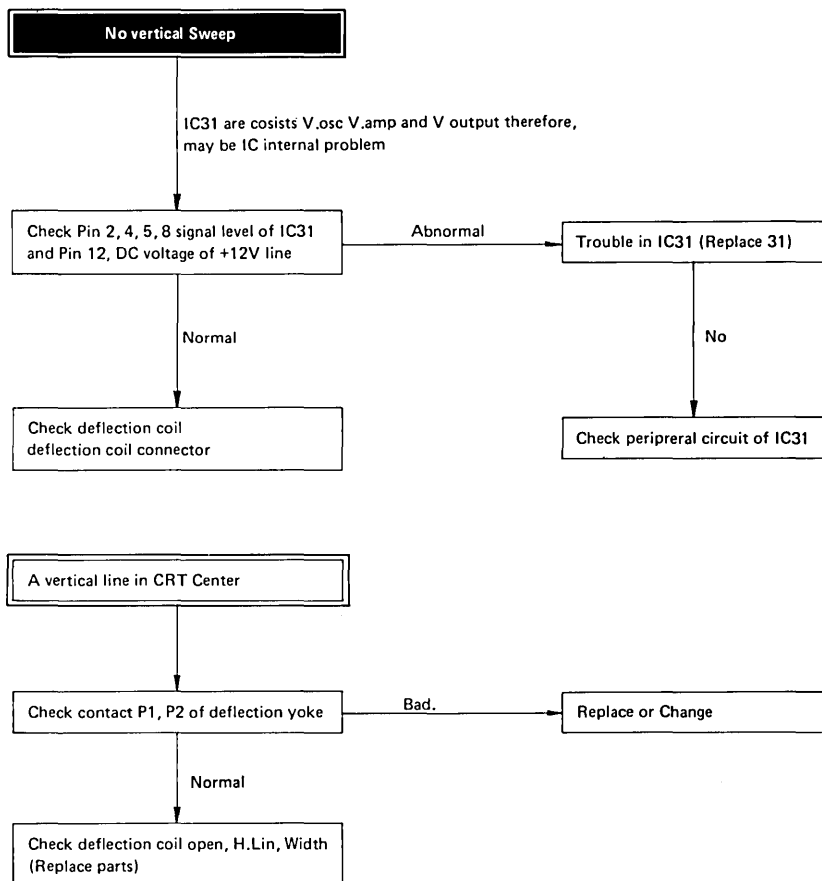 No vertical Sweep
IC31 are cosists V.osc V.amp and V output therefore,
may be IC internal problem
Check Pin 2, 4, 5, 8 signal level of IC31
and Pin 12, DC voltage of +12V line
Abnormal
Trouble in IC31 (Replace 31)
Normal
No
Check deflection coil
deflection coil connector
Check peripreral circuit of IC31
A vertical line in CRT Center
Check contact P1, P2 of deflection yoke
Bad.
Replace or Change
Normal
Check deflection coil open, H.Lin, Width
(Replace parts)